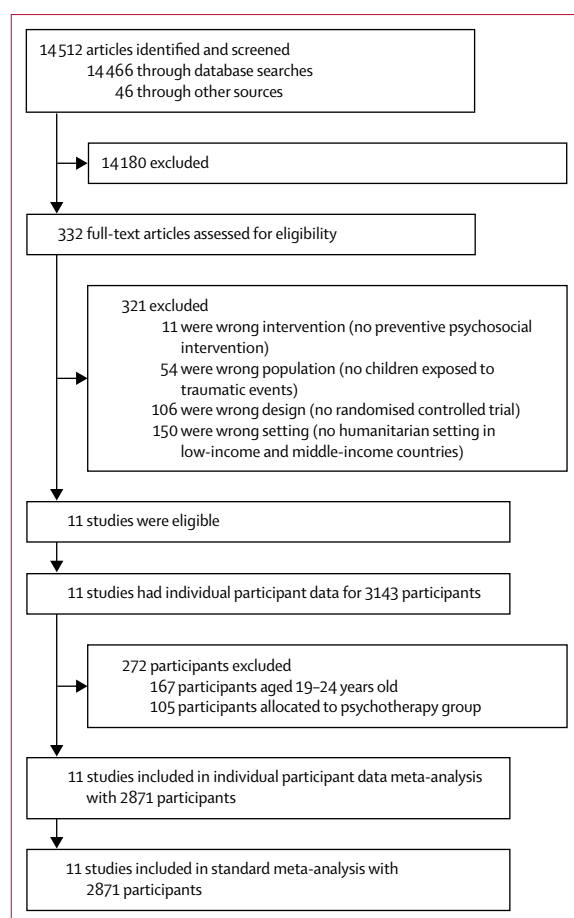 14 512 articles identified and screened
14 466 through database searches
46 through other sources
14 180 excluded
332 full-text articles assessed for eligibility
321 excluded
11 were wrong intervention (no preventive psychosocial
intervention)
54 were wrong population (no children exposed to
traumatic events)
106 were wrong design (no randomised controlled trial)
150 were wrong setting (no humanitarian setting in
low-income and middle-income countries)
11 studies were eligible
11 studies had individual participant data for 3143 participants
272 participants excluded
167 participants aged 19–24 years old
105 participants allocated to psychotherapy group
11 studies included in individual participant data meta-analysis
with 2871 participants
11 studies included in standard meta-analysis with
2871 participants